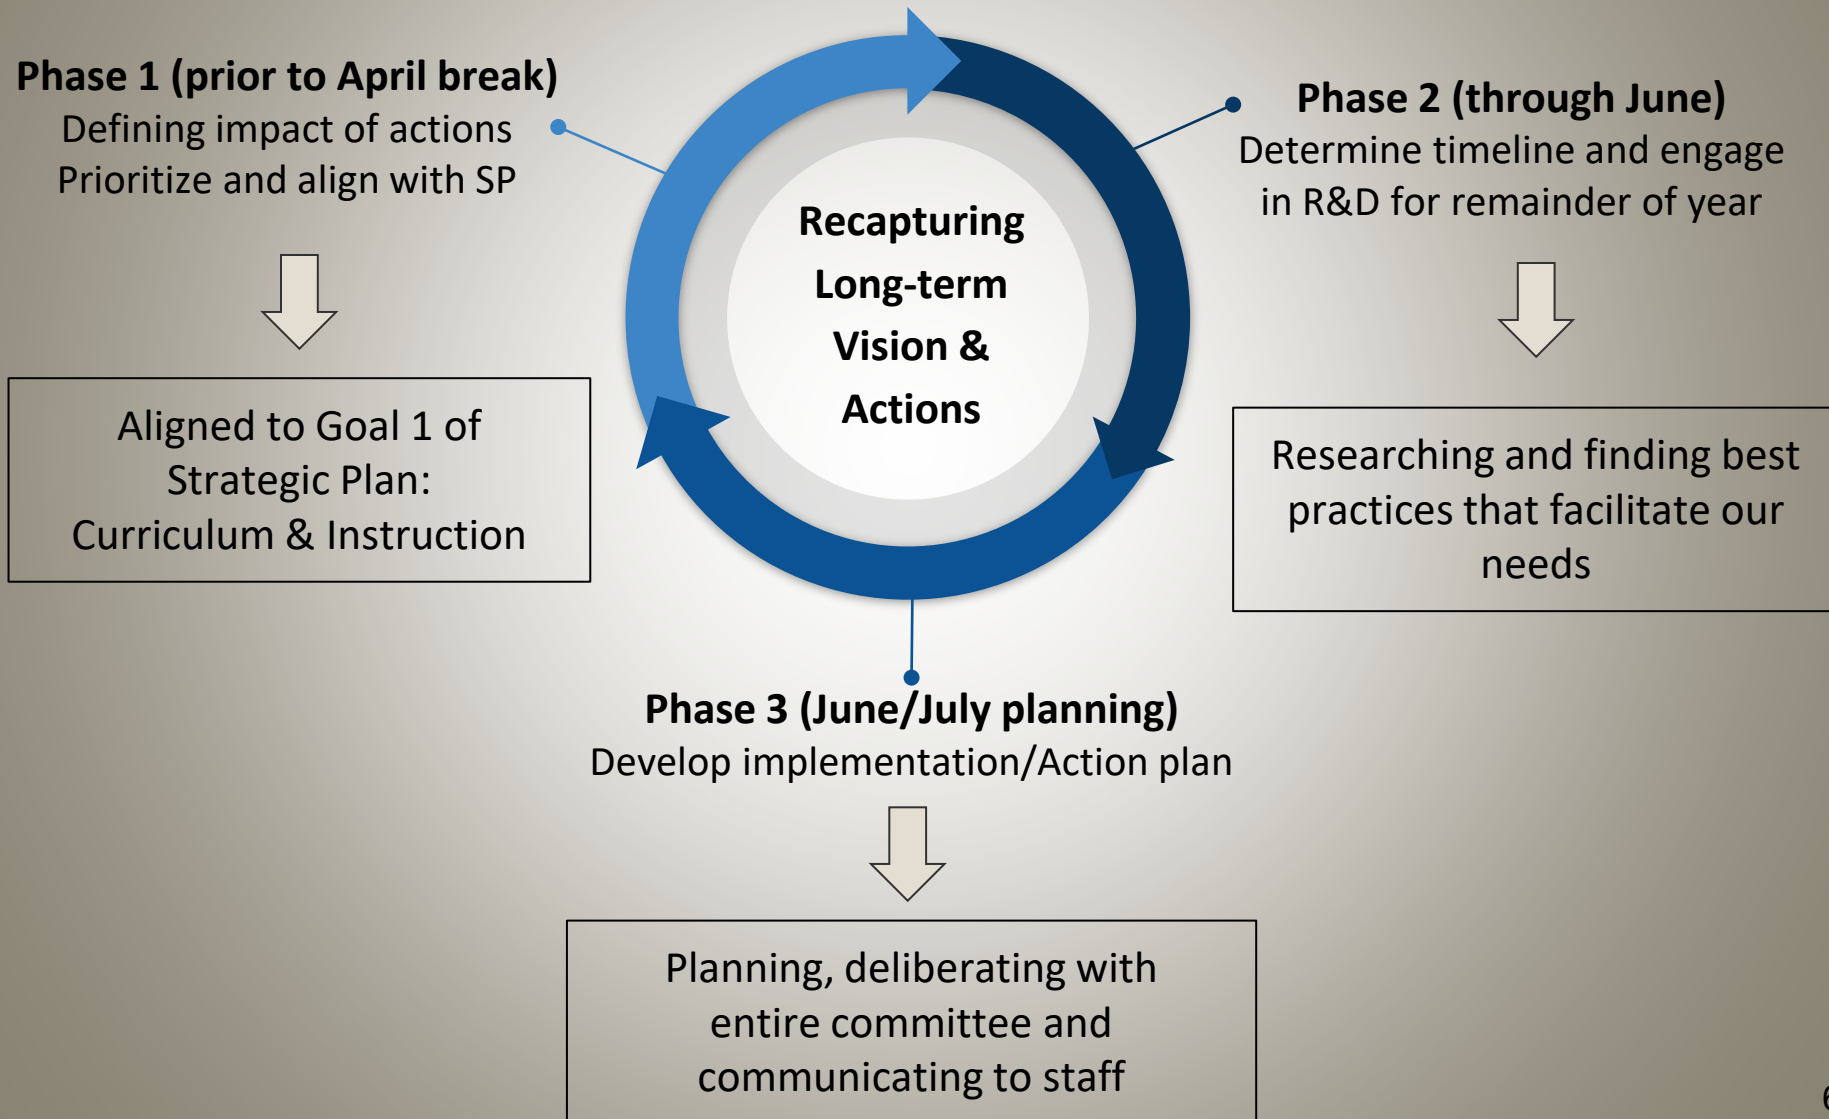 Phase 1 (prior to April break)
Defining impact of actions
Prioritize and align with SP
Aligned to Goal 1 of
Strategic Plan:
Curriculum & Instruction
Recapturing
Long-term
Vision &
Actions
Phase 2 (through June)
Determine timeline and engage
in R&D for remainder of year
Researching and finding best
practices that facilitate our
needs
Phase 3 (June/July planning)
Develop implementation/Action plan
Planning, deliberating with
entire committee and
communicating to staff